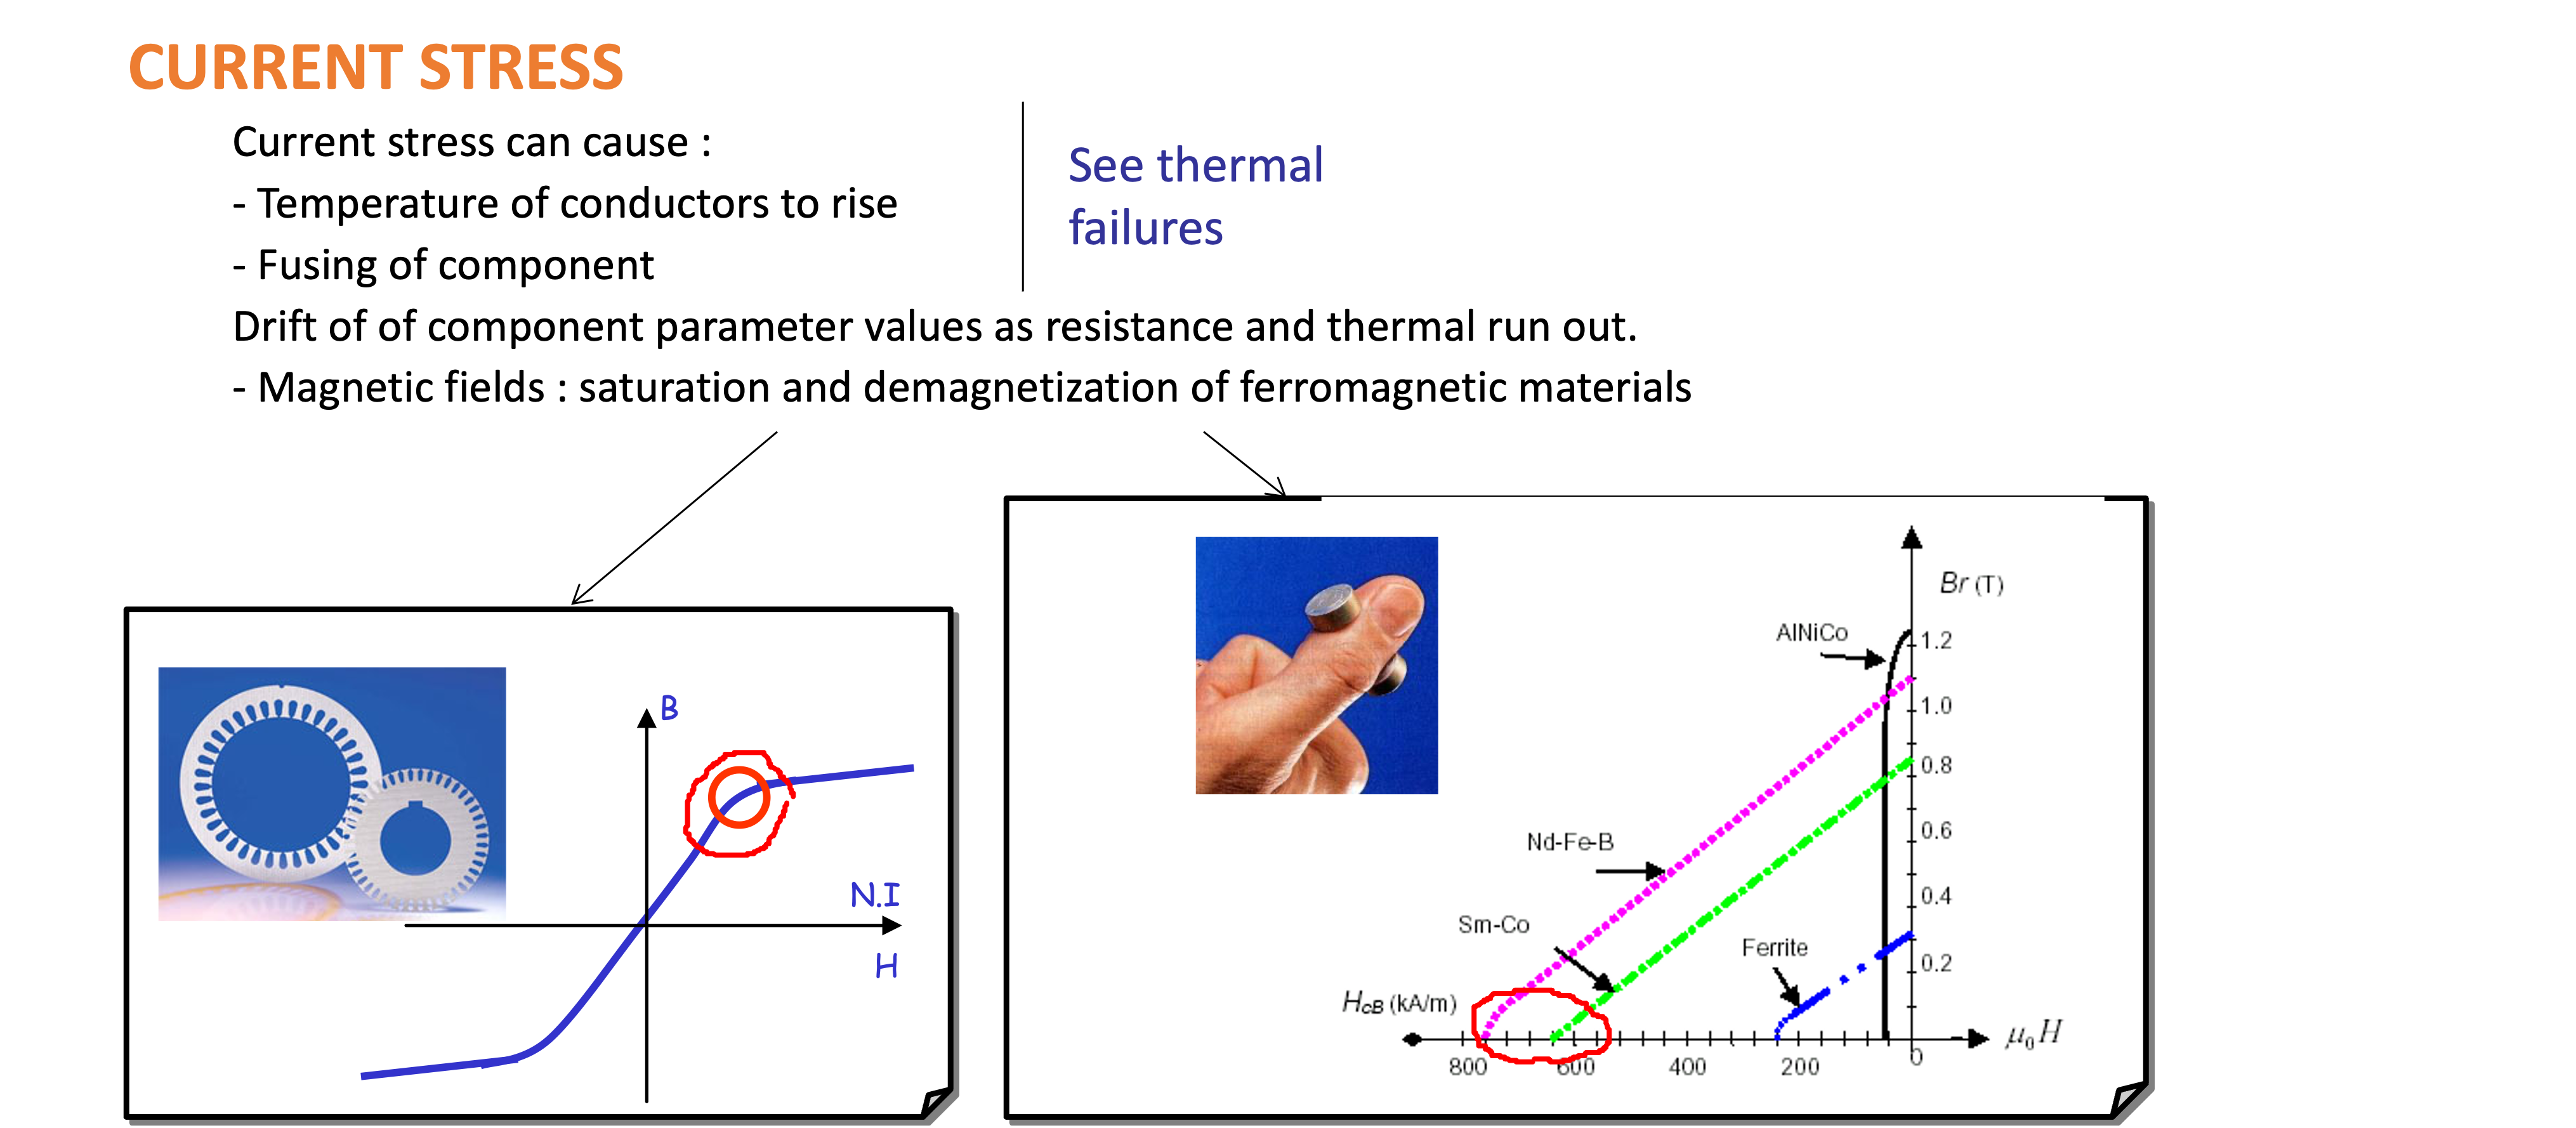 CURRENT STRESS
Current stress can cause :
- Temperature of conductors to rise
- Fusing of component
See thermal
failures
Drift of of component parameter values as resistance and thermal run out.
- Magnetic fields : saturation and demagnetization of ferromagnetic materials
B
N.I
H
Br (T)
AlNiCo
1.2
1.0
0.8
Nd-Fe-B
0.6
0.4
Sm-Co
Ferrite
0.2
HcB (kA/m)
μ₀H
800
600
400
200
0